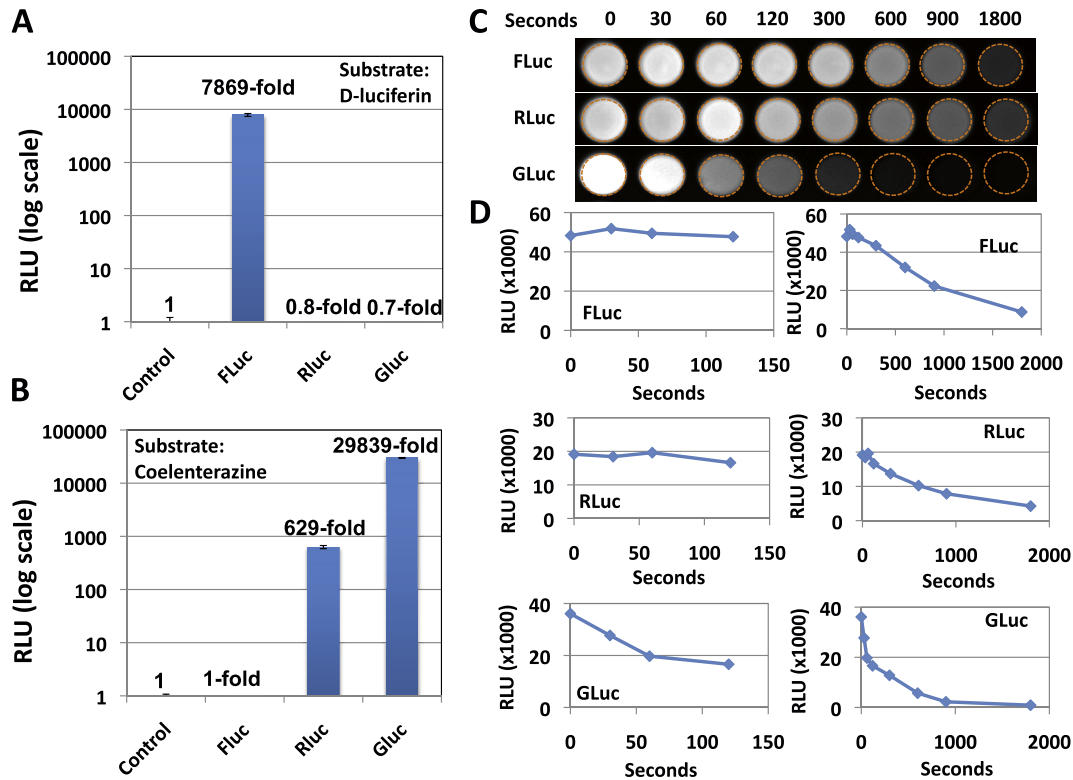 A
RLU (log scale)
100000
10000
1000
100
10
1
Substrate:
D-luciferin
7869-fold
1
0.8-fold 0.7-fold
Control
FLuc
Rluc
Gluc
B
RLU (log scale)
100000
10000
1000
100
10
1
Substrate:
Coelenterazine
29839-fold
629-fold
1
1-fold
Control
Fluc
Rluc
Gluc
C
Seconds 0 30 60 120 300 600 900 1800
FLuc
RLuc
GLuc
D
RLU (x1000)
60
40
20
0
FLuc
0 50 100 150
Seconds
RLU (x1000)
60
40
20
0
FLuc
0 500 1000 1500 2000
Seconds
RLU (x1000)
30
20
10
0
RLuc
0 50 100 150
Seconds
RLU (x1000)
30
20
10
0
RLuc
0 1000 2000
Seconds
RLU (x1000)
40
20
0
GLuc
0 50 100 150
Seconds
RLU (x1000)
40
20
0
GLuc
0 1000 2000
Seconds